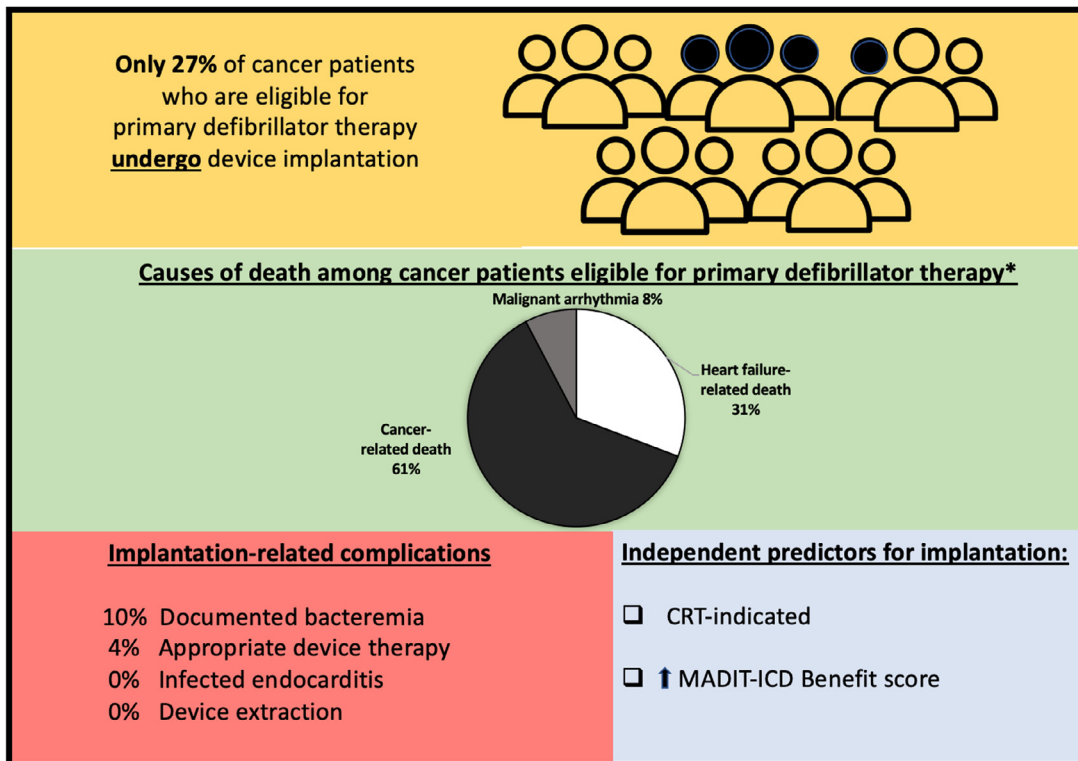 Only 27% of cancer patients
who are eligible for
primary defibrillator therapy
undergo device implantation
Causes of death among cancer patients eligible for primary defibrillator therapy*
Malignant arrhythmia 8%
Heart failure-
related death
31%
Cancer-
related death
61%
Implantation-related complications
10% Documented bacteremia
4% Appropriate device therapy
0% Infected endocarditis
0% Device extraction
Independent predictors for implantation:
❑ CRT-indicated
❑ ⬆ MADIT-ICD Benefit score